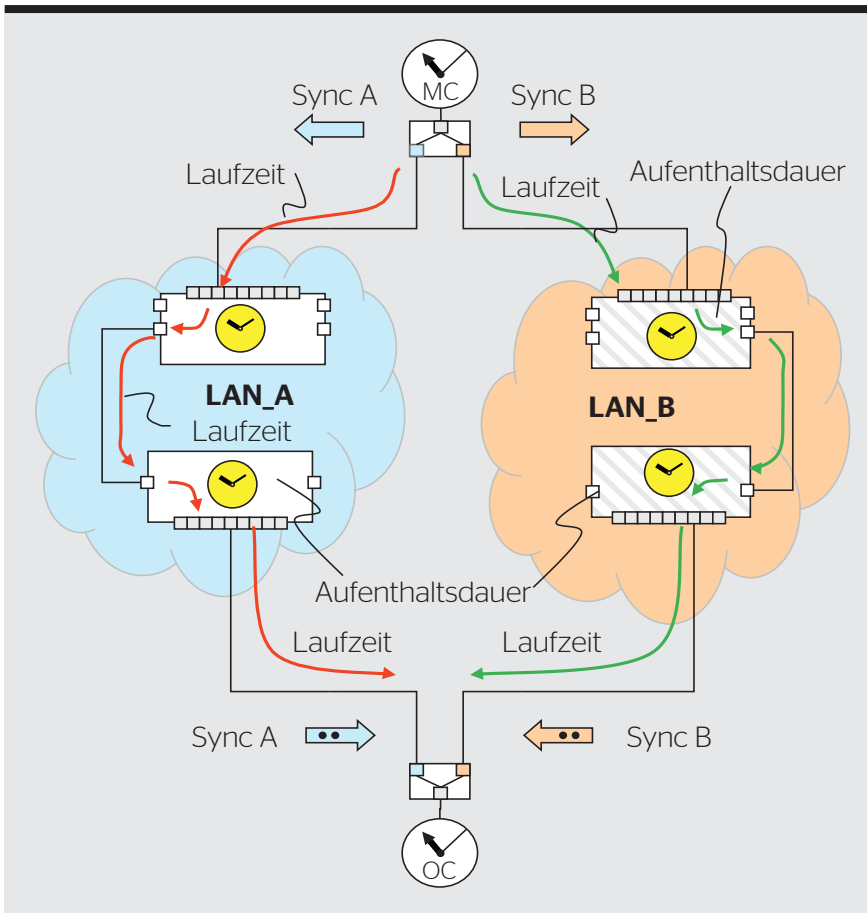 MC
Sync A
Sync B
Laufzeit
Laufzeit
Aufenthaltsdauer
LAN_A
LAN_B
Laufzeit
Aufenthaltsdauer
Laufzeit
Laufzeit
Sync A
Sync B
OC